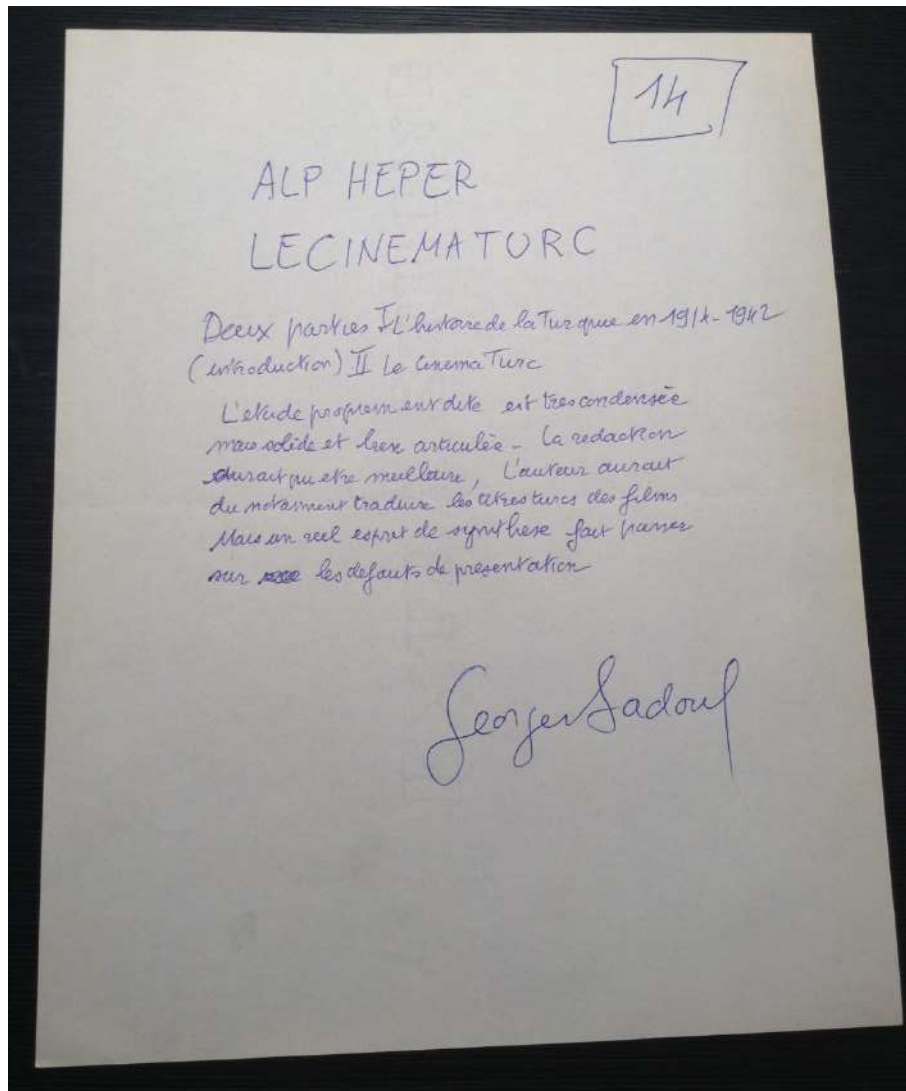 14
ALP HEPER
LE CINEMA TURC
Deux parties I L'histoire de la Turquie en 1914-1942
(introduction) II Le Cinema Turc
L'etude proprement dite est tres condensée
mais solide et bien articulée - La redaction
aurait pu etre meilleure, L'auteur aurait
du notamment traduire les titres turcs des films
Mais un reel esprit de synthese fait passer
sur les defauts de presentation
Georges Sadoul